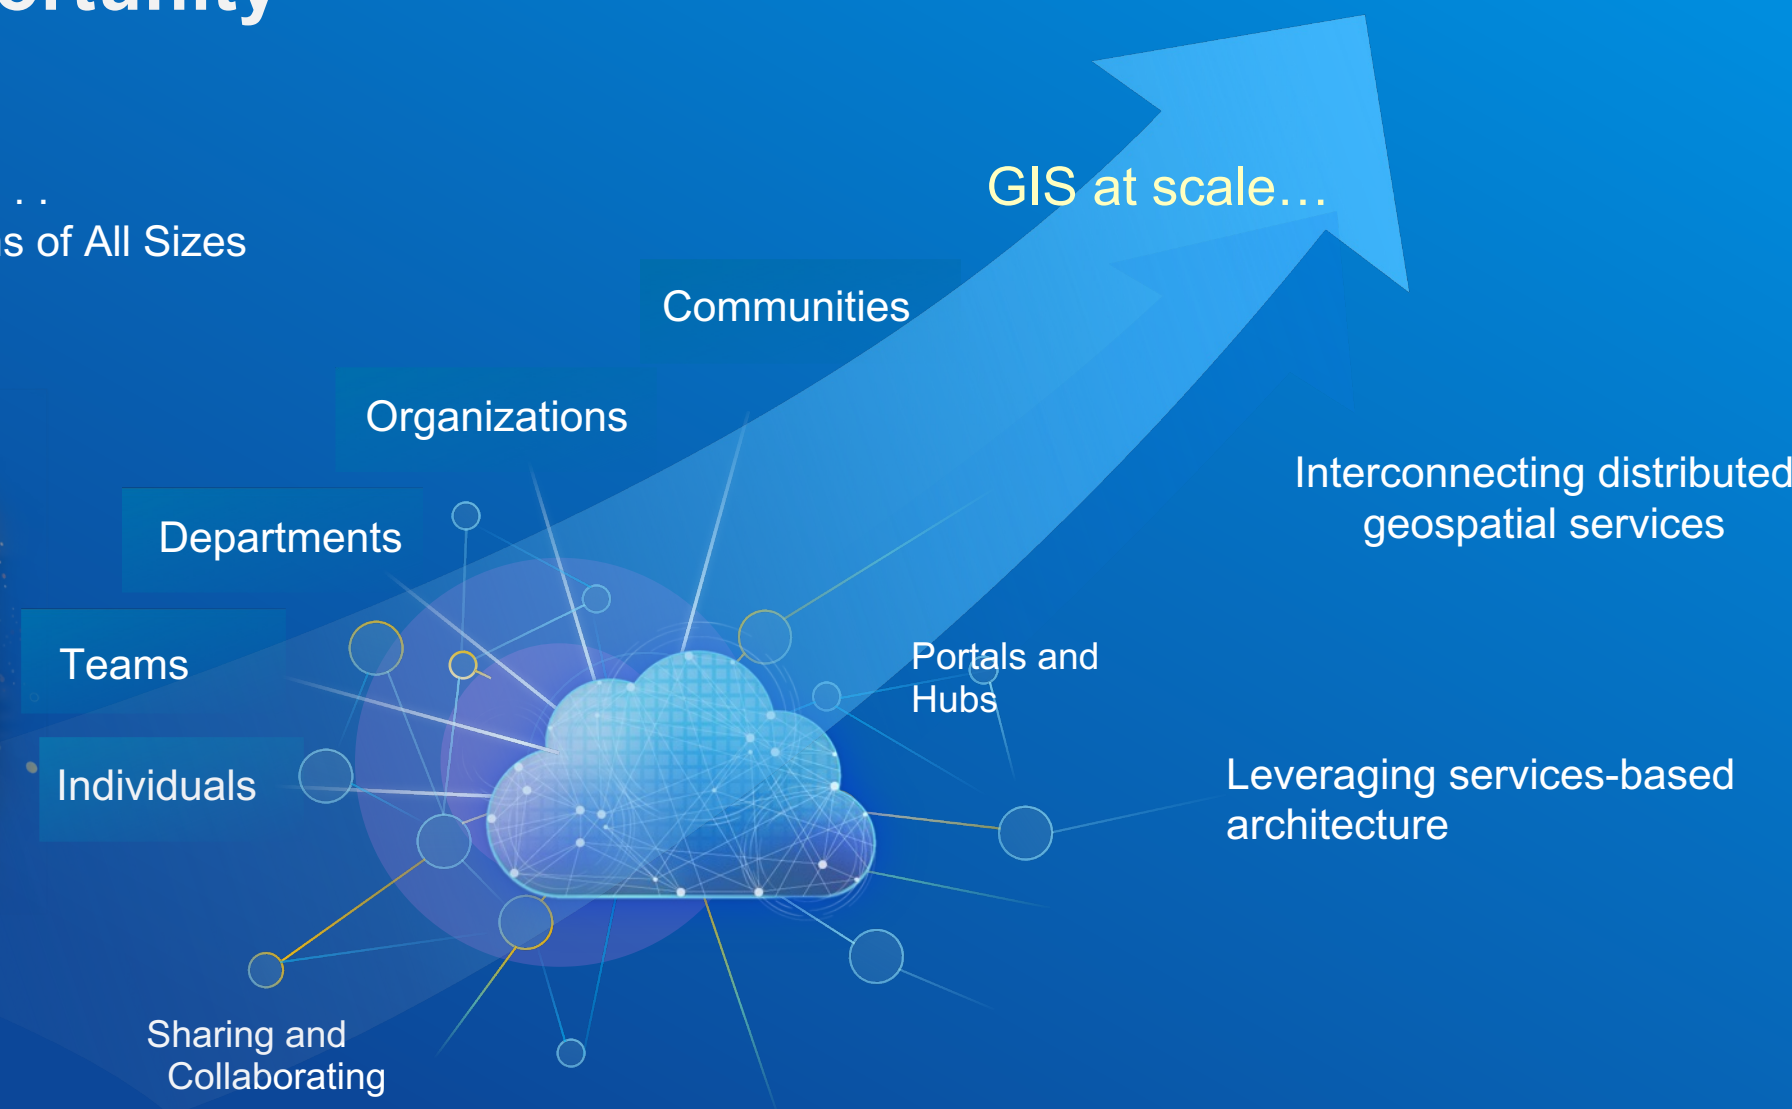 ortunity
. .
s of All Sizes
GIS at scale…
Communities
Organizations
Departments
Teams
Individuals
Interconnecting distributed
geospatial services
Portals and
Hubs
Leveraging services-based
architecture
Sharing and
Collaborating